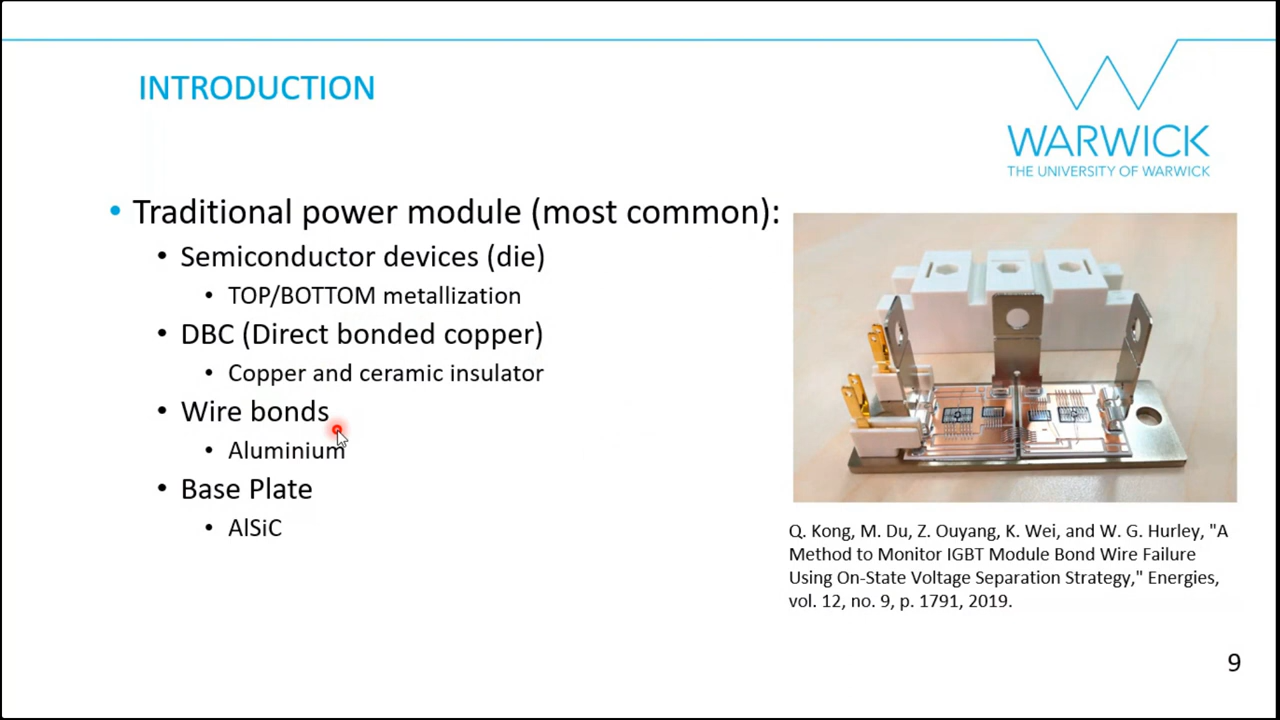 INTRODUCTION
WARWICK
THE UNIVERSITY OF WARWICK
• Traditional power module (most common):
• Semiconductor devices (die)
• TOP/BOTTOM metallization
• DBC (Direct bonded copper)
• Copper and ceramic insulator
• Wire bonds
• Aluminium
• Base Plate
• AlSiC
Q. Kong, M. Du, Z. Ouyang, K. Wei, and W. G. Hurley, "A
Method to Monitor IGBT Module Bond Wire Failure
Using On-State Voltage Separation Strategy," Energies,
vol. 12, no. 9, p. 1791, 2019.
9